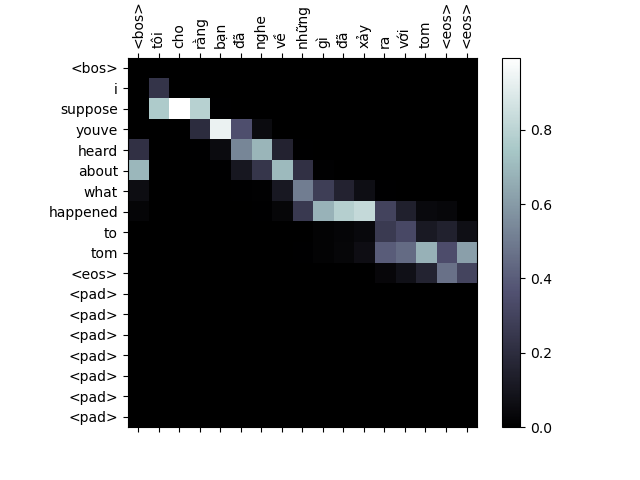 <bos> tôi cho rằng bạn đã nghe về những gì đã xảy ra với tom <eos> <eos>
<bos>
i
suppose
youve
heard
about
what
happened
to
tom
<eos>
<pad>
<pad>
<pad>
<pad>
<pad>
<pad>
<pad>
0.8
0.6
0.4
0.2
0.0